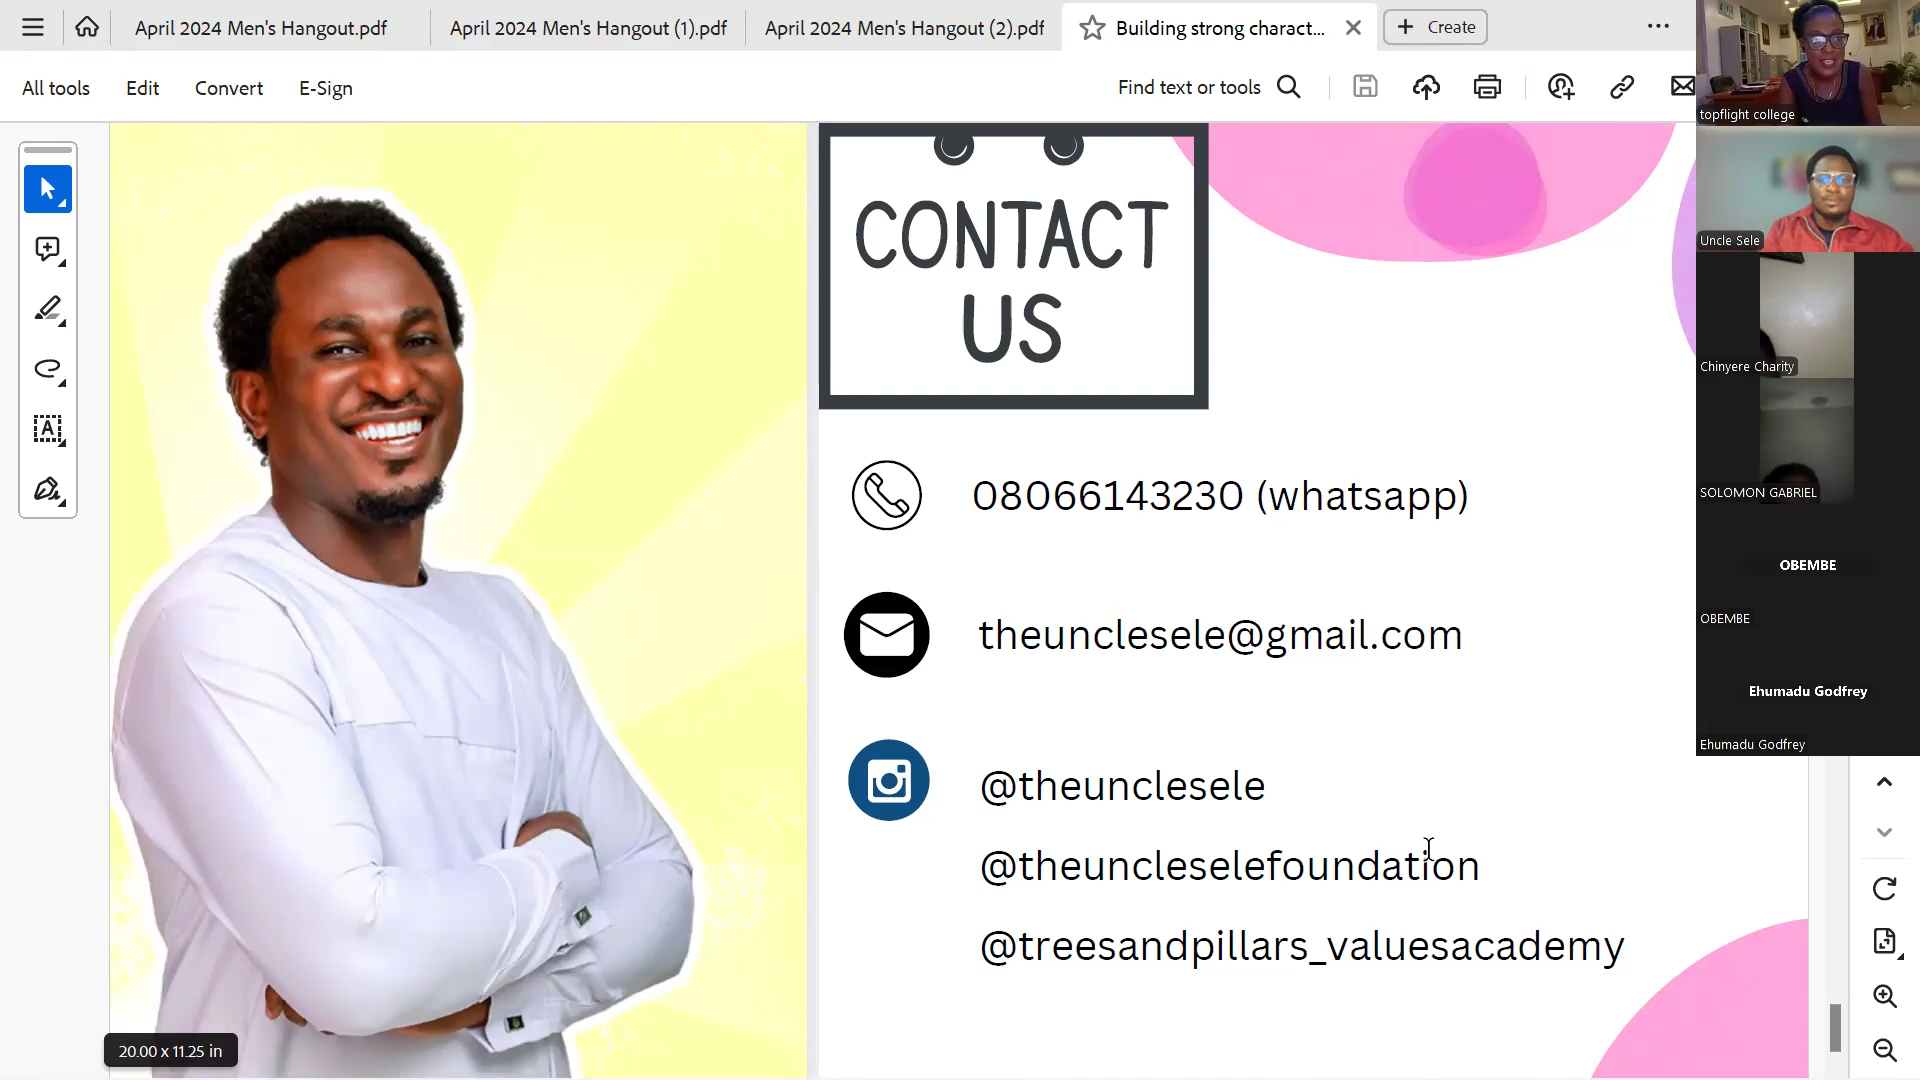 April 2024 Men's Hangout.pdf
April 2024 Men's Hangout (1).pdf
April 2024 Men's Hangout (2).pdf
Building strong charact...
Create
All tools
Edit
Convert
E-Sign
Find text or tools
CONTACT
US
08066143230 (whatsapp)
theunclesele@gmail.com
@theunclesele
@theuncleselefoundation
@treesandpillars_valuesacademy
20.00 x 11.25 in
topflight college
Uncle Sele
Chinyere Charity
SOLOMON GABRIEL
OBEMBE
OBEMBE
Ehumadu Godfrey
Ehumadu Godfrey